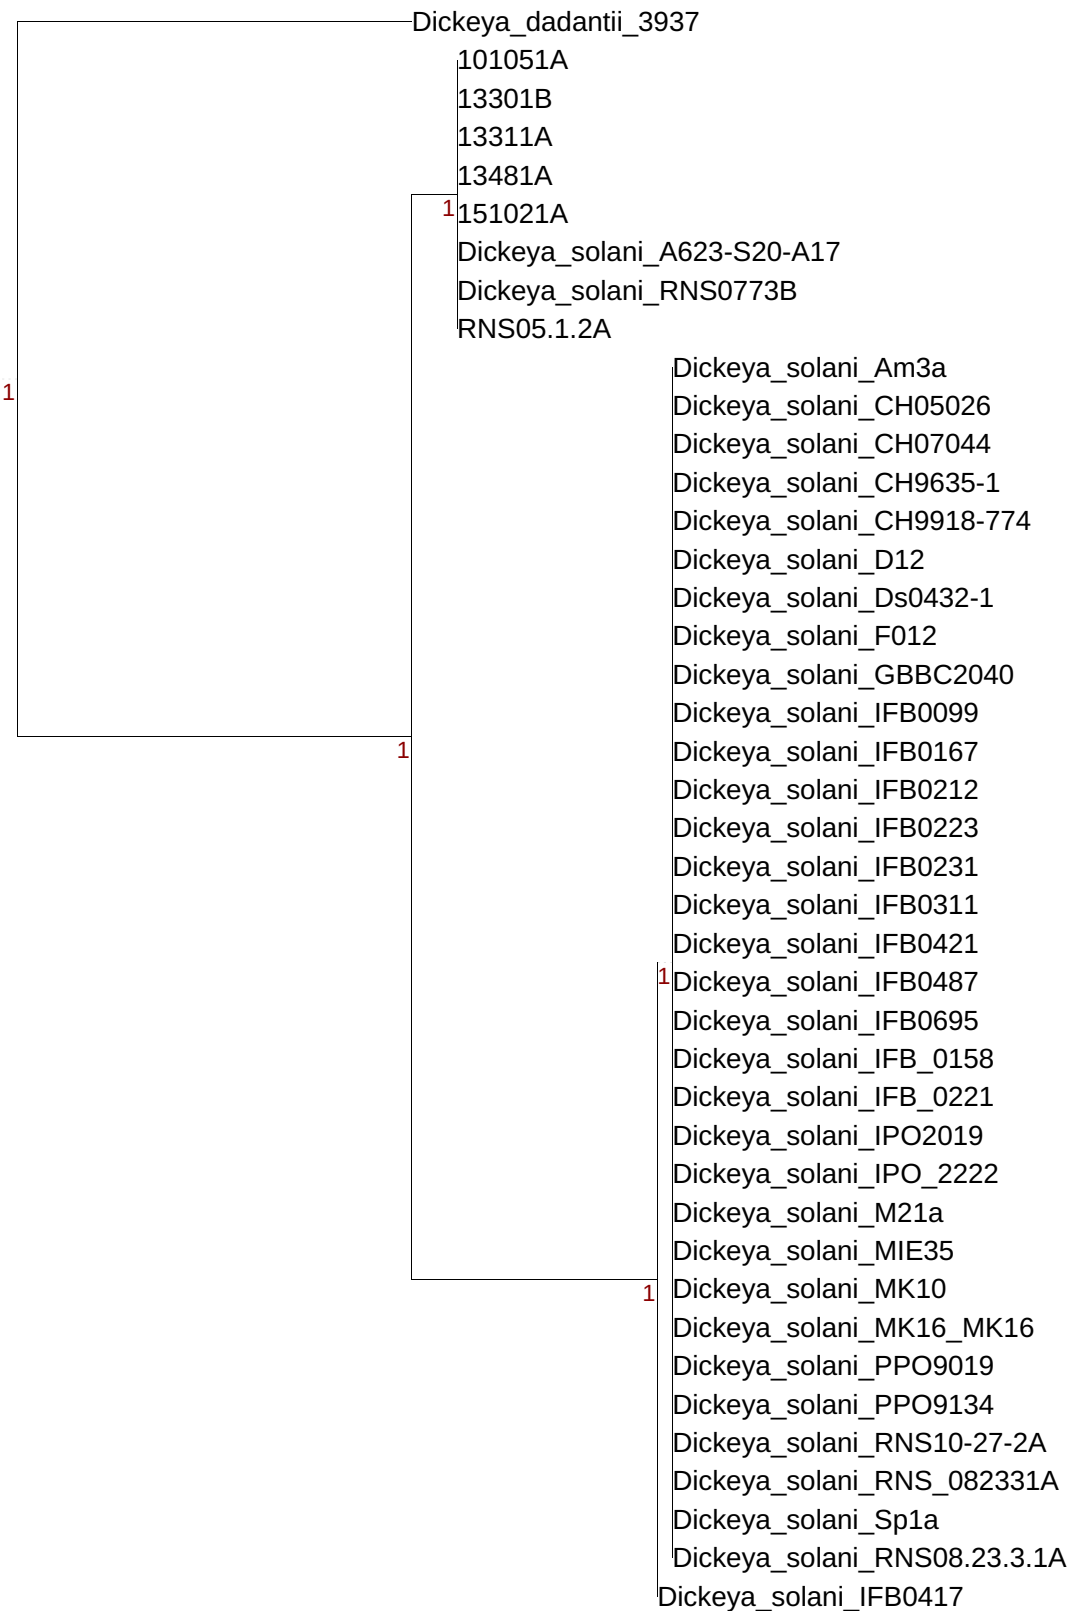 Dickeya_dadantii_3937
101051A
13301B
13311A
13481A
1
151021A
Dickeya_solani_A623-S20-A17
Dickeya_solani_RNS0773B
RNS05.1.2A
Dickeya_solani_Am3a
1
Dickeya_solani_CH05026
Dickeya_solani_CH07044
Dickeya_solani_CH9635-1
Dickeya_solani_CH9918-774
Dickeya_solani_D12
Dickeya_solani_Ds0432-1
Dickeya_solani_F012
Dickeya_solani_GBBC2040
Dickeya_solani_IFB0099
1
Dickeya_solani_IFB0167
Dickeya_solani_IFB0212
Dickeya_solani_IFB0223
Dickeya_solani_IFB0231
Dickeya_solani_IFB0311
Dickeya_solani_IFB0421
1
Dickeya_solani_IFB0487
Dickeya_solani_IFB0695
Dickeya_solani_IFB_0158
Dickeya_solani_IFB_0221
Dickeya_solani_IPO2019
Dickeya_solani_IPO_2222
Dickeya_solani_M21a
Dickeya_solani_MIE35
1
Dickeya_solani_MK10
Dickeya_solani_MK16_MK16
Dickeya_solani_PPO9019
Dickeya_solani_PPO9134
Dickeya_solani_RNS10-27-2A
Dickeya_solani_RNS_082331A
Dickeya_solani_Sp1a
Dickeya_solani_RNS08.23.3.1A
Dickeya_solani_IFB0417